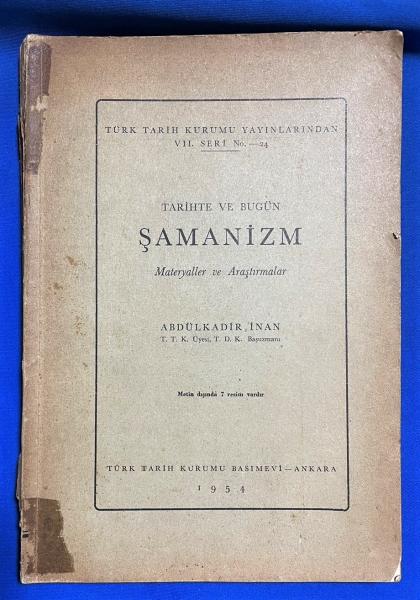 TÜRK TARİH KURUMU YAYINLARINDAN
VII. SERİ No. — 24
TARİHTE VE BUGÜN
ŞAMANİZM
Materyaller ve Araştırmalar
ABDÜLKADİR İNAN
T. T. K. Üyesi, T. D. K. Başuzmanı
Metin dışında 7 resim vardır
TÜRK TARİH KURUMU BASIMEVİ — ANKARA
1954